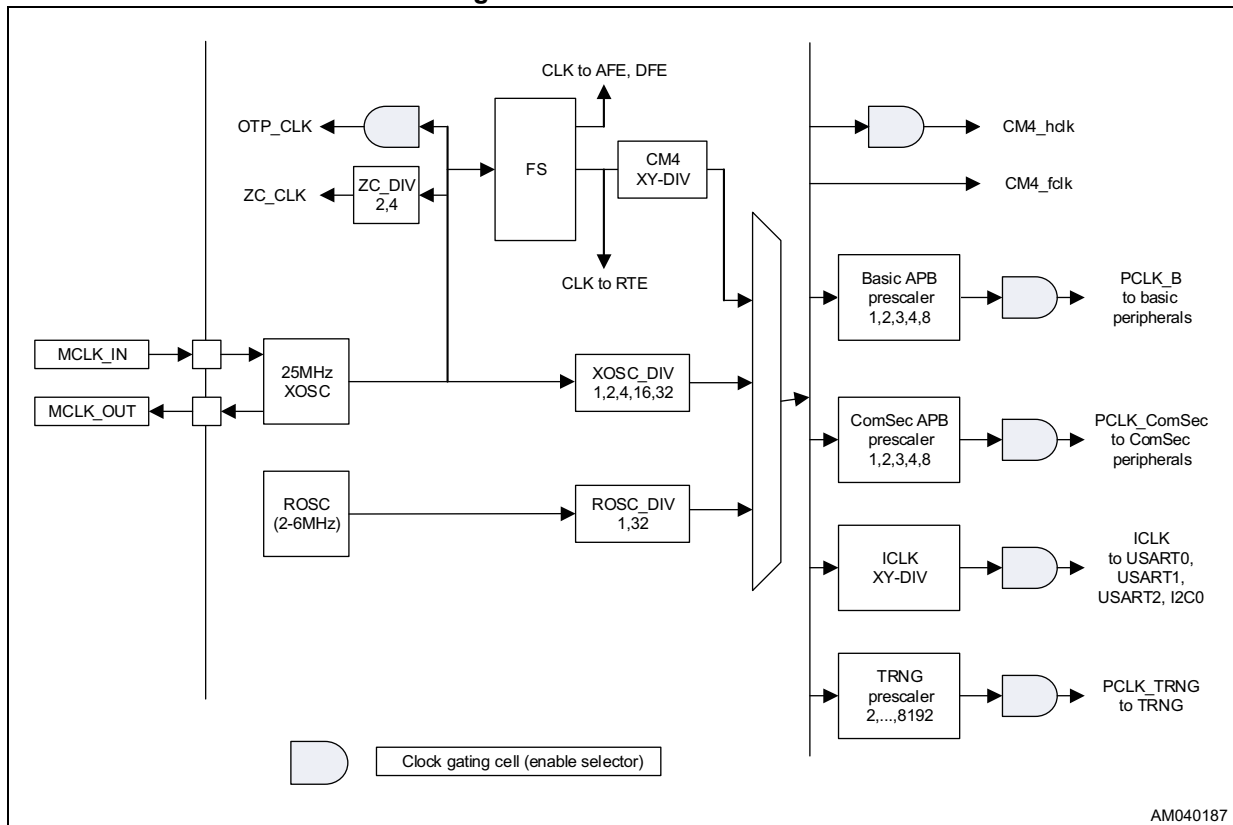 CLK to AFE, DFE
OTP_CLK
CM4_hclk
FS
CM4
XY-DIV
ZC_CLK
ZC_DIV
2,4
CM4_fclk
CLK to RTE
Basic APB
prescaler
1,2,3,4,8
PCLK_B
to basic
peripherals
MCLK_IN
25MHz
XOSC
XOSC_DIV
1,2,4,16,32
MCLK_OUT
ComSec APB
prescaler
1,2,3,4,8
PCLK_ComSec
to ComSec
peripherals
ROSC
(2-6MHz)
ROSC_DIV
1,32
ICLK
XY-DIV
ICLK
to USART0,
USART1,
USART2, I2C0
TRNG
prescaler
2,...,8192
PCLK_TRNG
to TRNG
Clock gating cell (enable selector)
AM040187